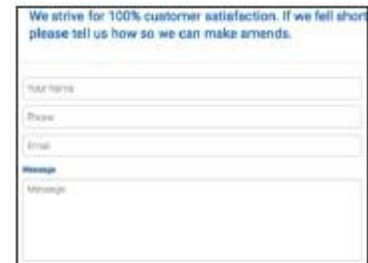 We strive for 100% customer satisfaction. If we fell short
please tell us how so we can make amends.
Your Name
Phone
Email
Message
Message